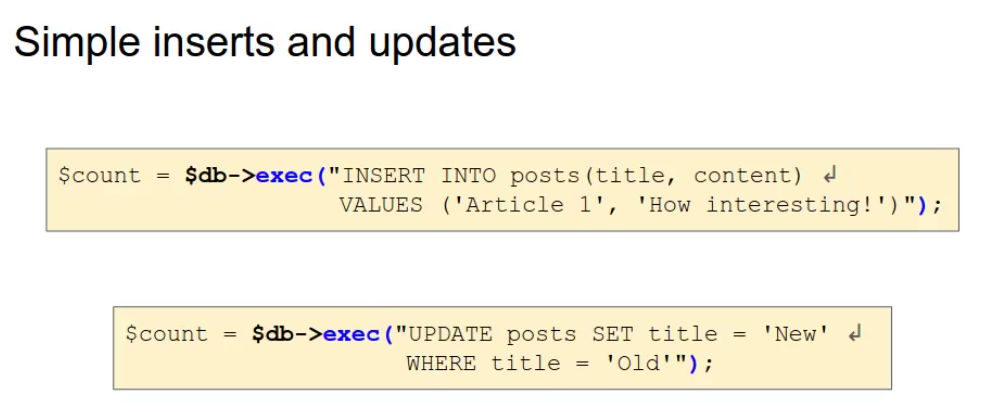 Simple inserts and updates
$count = $db->exec("INSERT INTO posts(title, content) ↲
VALUES ('Article 1', 'How interesting!')");
$count = $db->exec("UPDATE posts SET title = 'New' ↲
WHERE title = 'Old'");